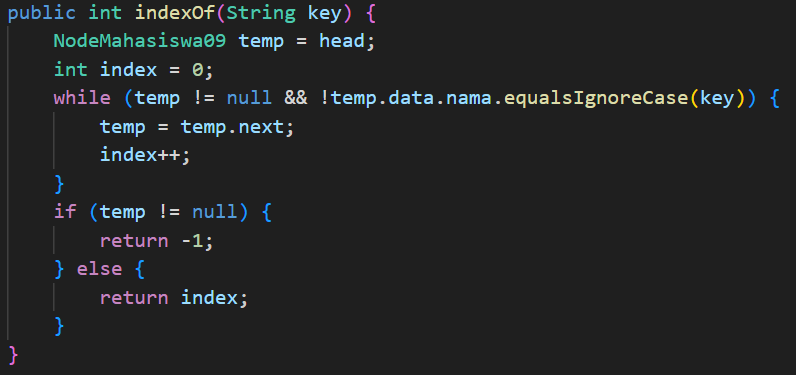 public int indexOf(String key) {
    NodeMahasiswa09 temp = head;
    int index = 0;
    while (temp != null && !temp.data.nama.equalsIgnoreCase(key)) {
        temp = temp.next;
        index++;
    }
    if (temp != null) {
        return -1;
    } else {
        return index;
    }
}